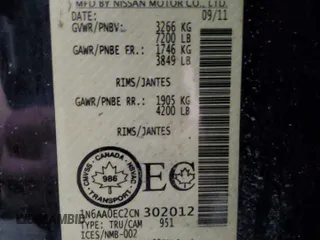 MFD BY NISSAN MOTOR CO., LTD.
DATE: 09/11
GVWR/PNBV: 3266 KG
7200 LB
GAWR/PNBE FR.: 1746 KG
3849 LB
RIMS/JANTES
GAWR/PNBE RR.: 1905 KG
4200 LB
RIMS/JANTES
CANADA
986
TRANSPORT
EC
1N6AA0EC2CN 302012
TYPE: TRU/CAM 951
ICES/NMB-002